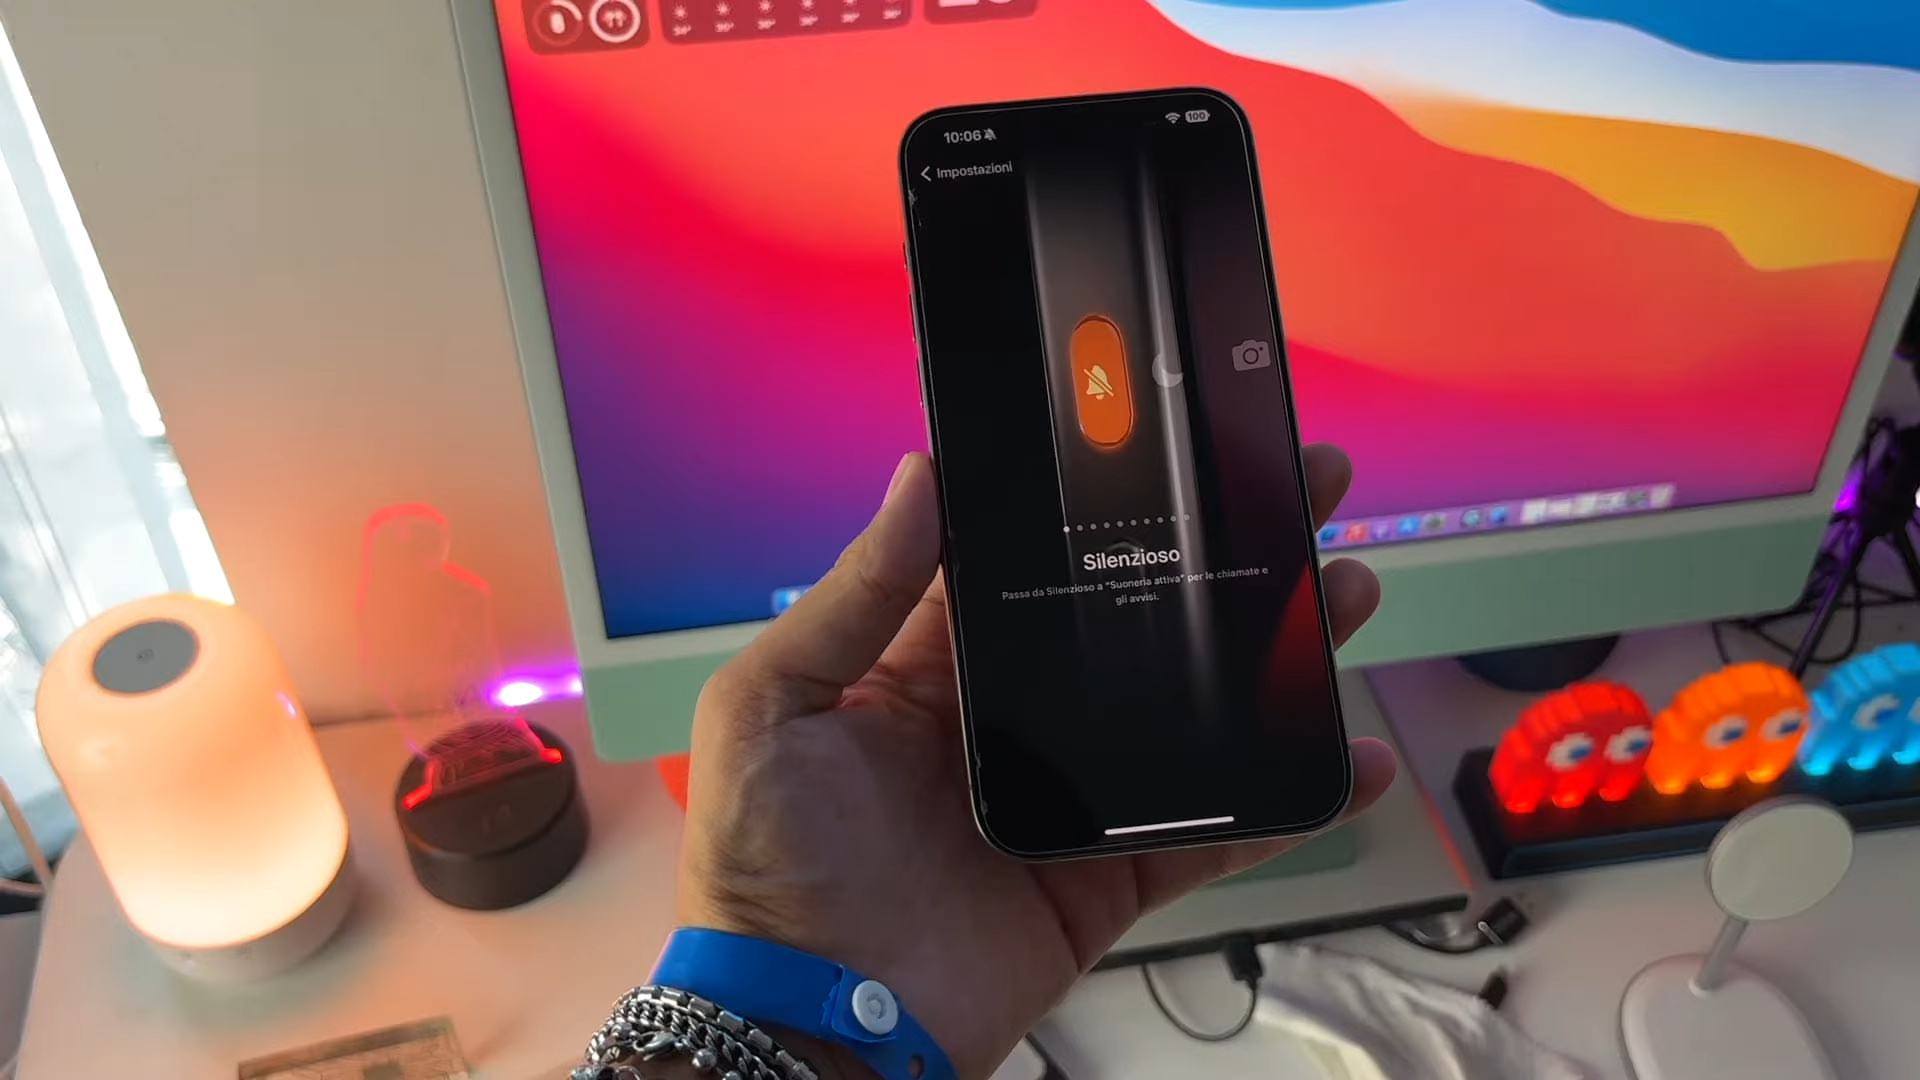 10:06
100
Impostazioni
Silenzioso
Passa da Silenzioso a "Suoneria attiva" per le chiamate e
gli avvisi.